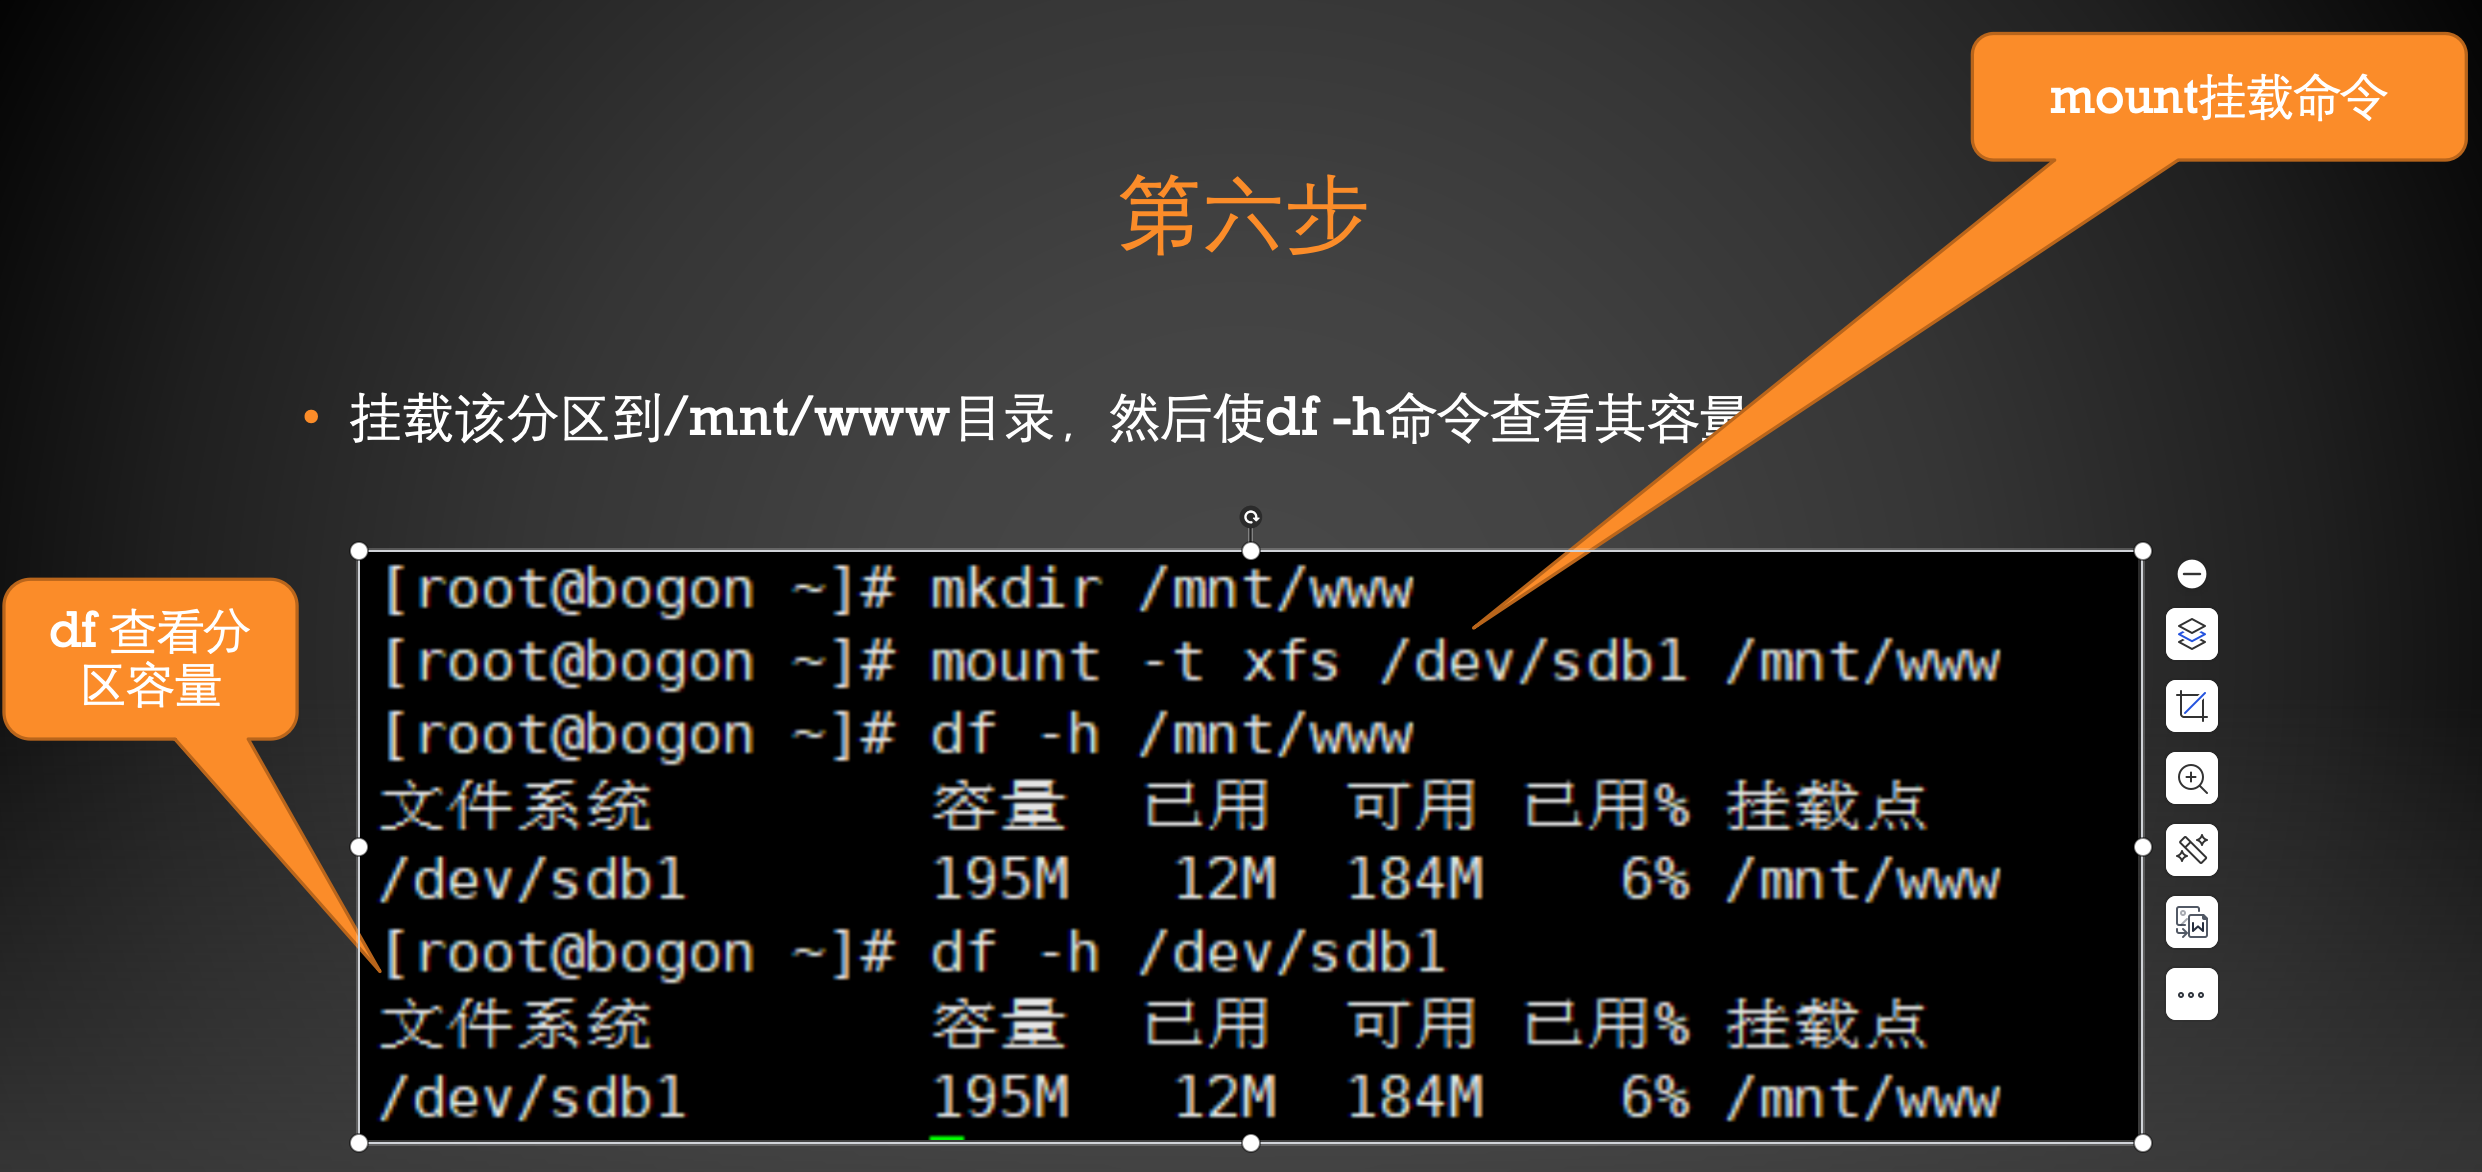 mount挂载命令
第六步
• 挂载该分区到/mnt/www目录，然后使df -h命令查看其容量
df 查看分
区容量
[root@bogon ~]# mkdir /mnt/www
[root@bogon ~]# mount -t xfs /dev/sdb1 /mnt/www
[root@bogon ~]# df -h /mnt/www
文件系统 容量 已用 可用 已用% 挂载点
/dev/sdb1 195M 12M 184M 6% /mnt/www
[root@bogon ~]# df -h /dev/sdb1
文件系统 容量 已用 可用 已用% 挂载点
/dev/sdb1 195M 12M 184M 6% /mnt/www